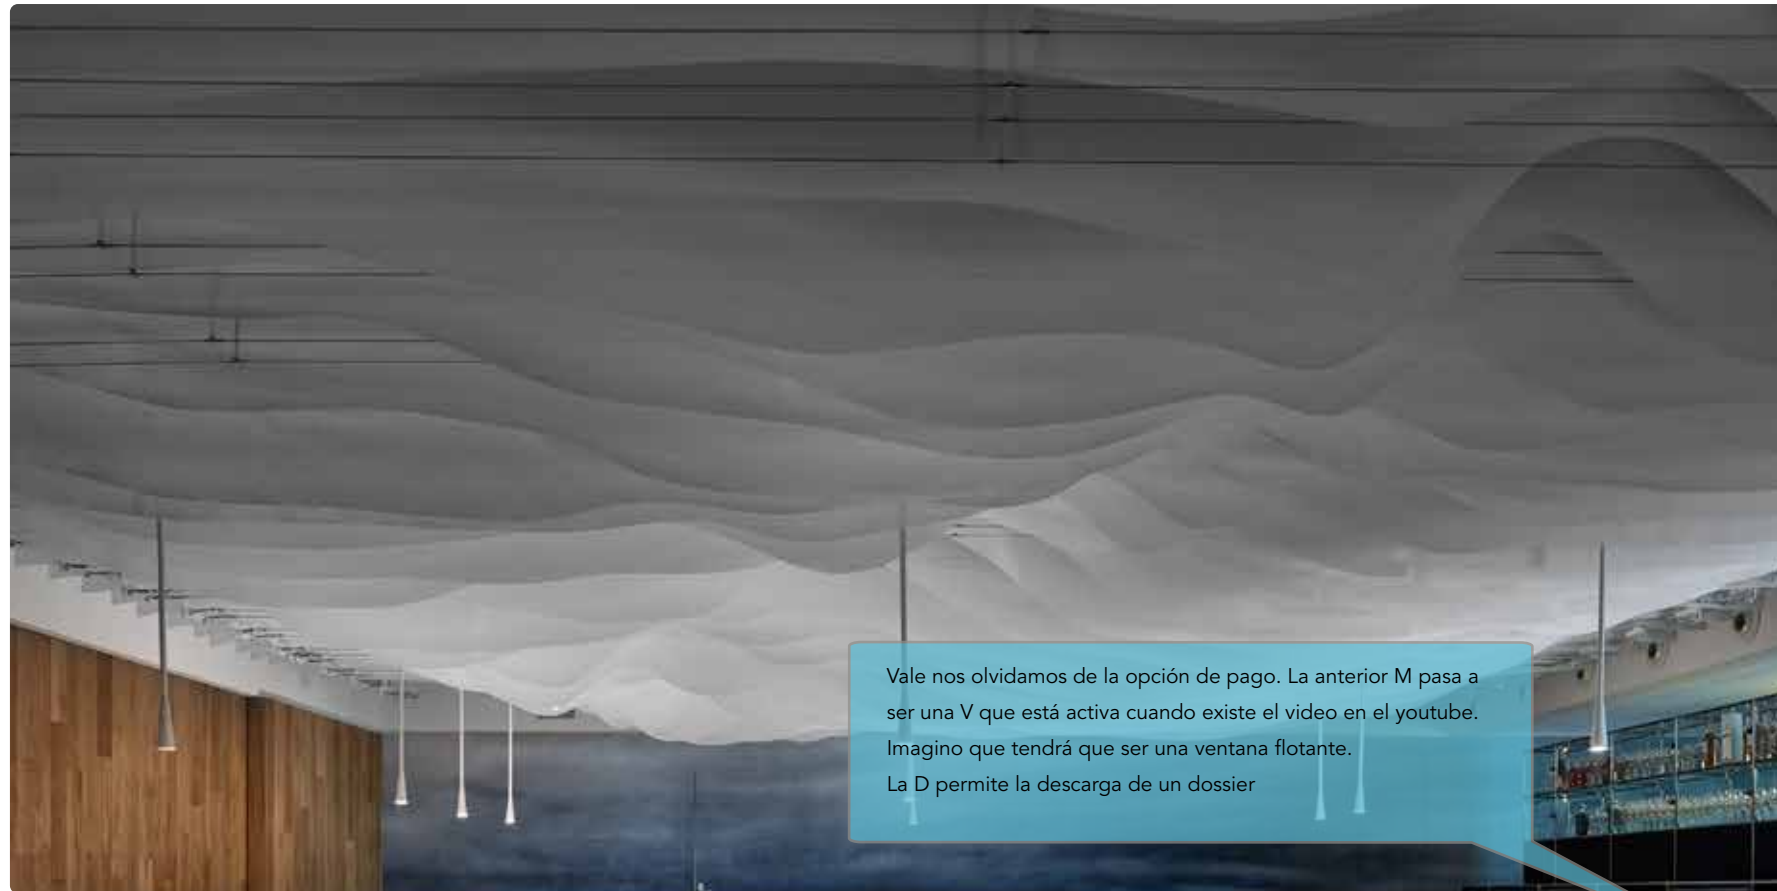 Vale nos olvidamos de la opción de pago. La anterior M pasa a
ser una V que está activa cuando existe el video en el youtube.
Imagino que tendrá que ser una ventana flotante.
La D permite la descarga de un dossier